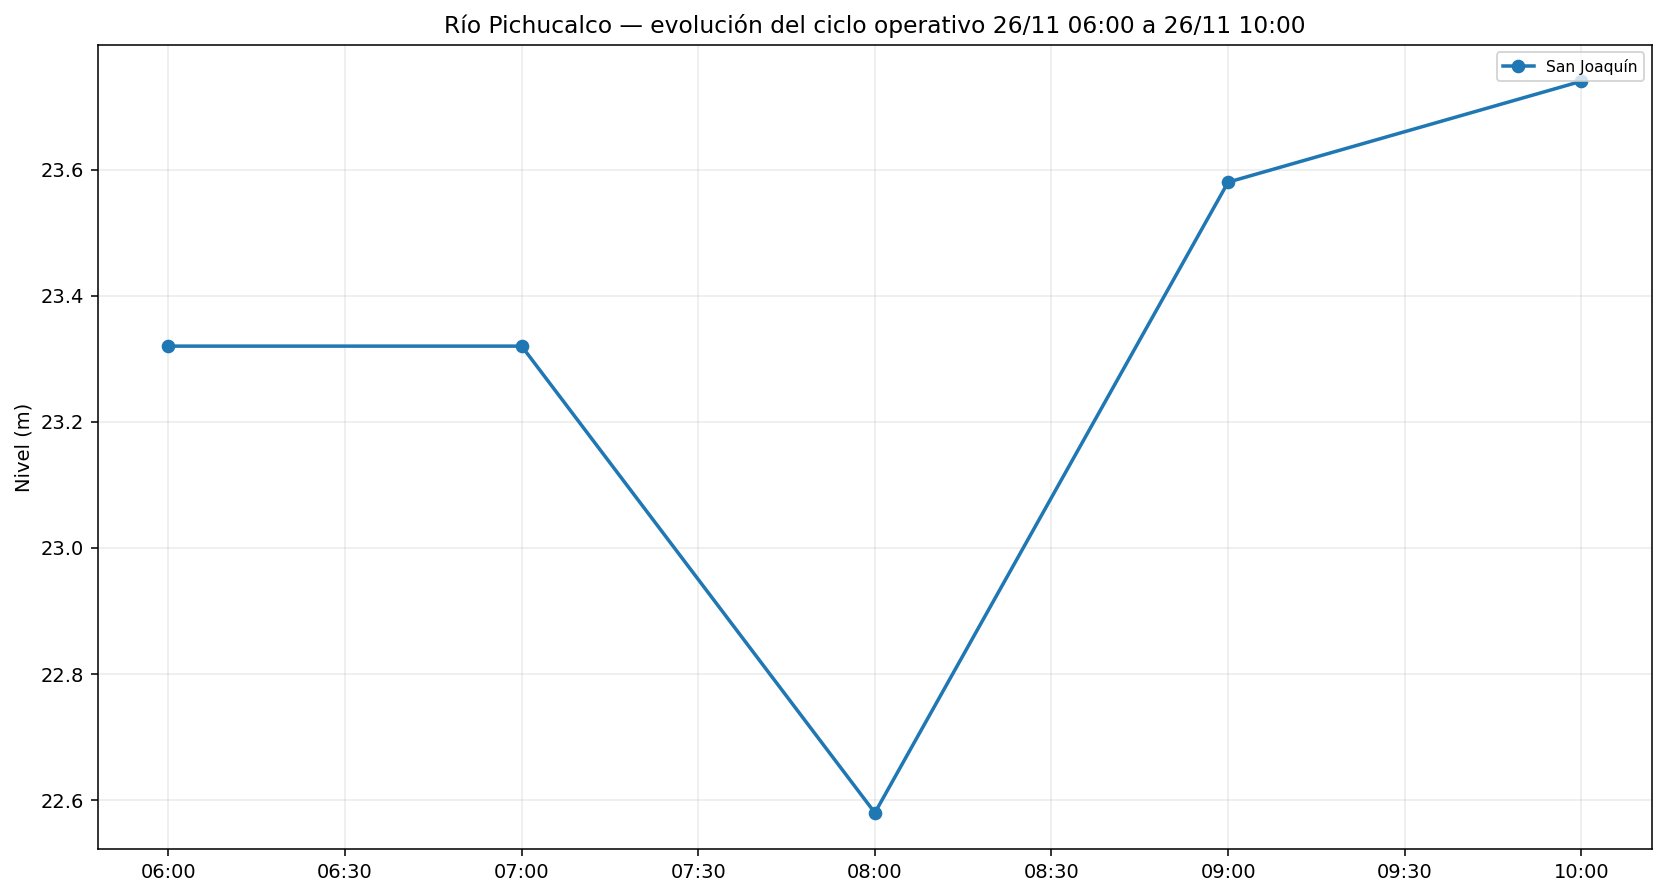 Río Pichucalco — evolución del ciclo operativo 26/11 06:00 a 26/11 10:00
San Joaquín
Nivel (m)
23.6
23.4
23.2
23.0
22.8
22.6
06:00 06:30 07:00 07:30 08:00 08:30 09:00 09:30 10:00